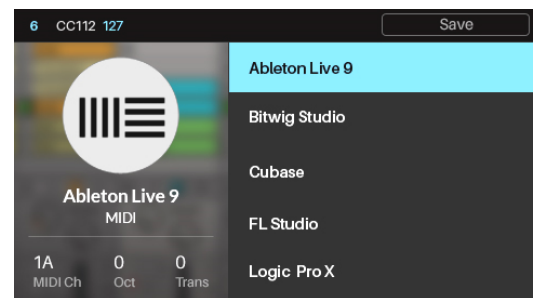 6 CC112 127 Save
Ableton Live 9
Bitwig Studio
Cubase
FL Studio
Logic Pro X
Ableton Live 9
MIDI
1A 0 0
MIDI Ch Oct Trans